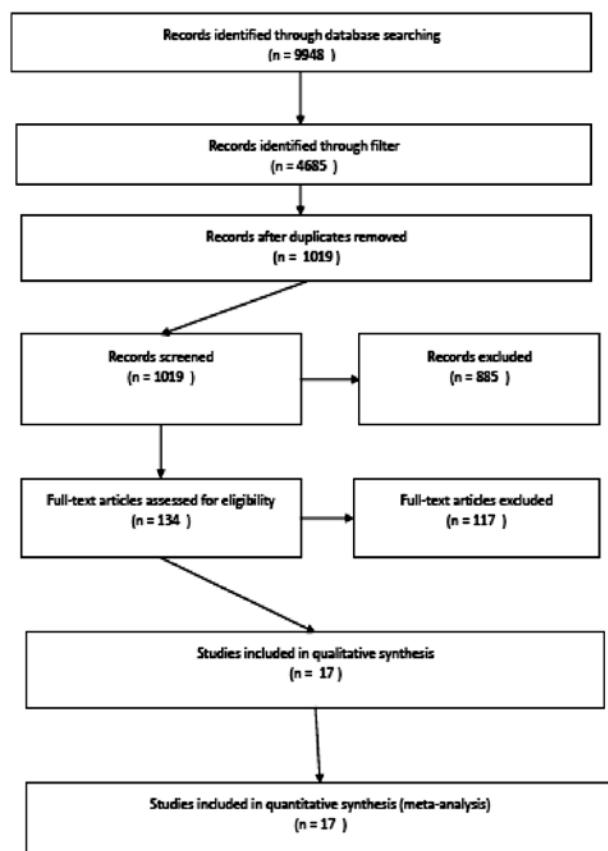 Records identified through database searching
(n = 9948 )
Records identified through filter
(n = 4685
Records after duplicates removed
(n = 1019)
Records screened
(n = 1019 )
Records excluded
(n = 885 )
Full-text articles assessed for eligibility
(n = 134 )
Full-text articles excluded
(n = 117 )
Studies included in qualitative synthesis
(n = 17 )
Studies included in quantitative synthesis (meta-analysis)
(n = 17 )